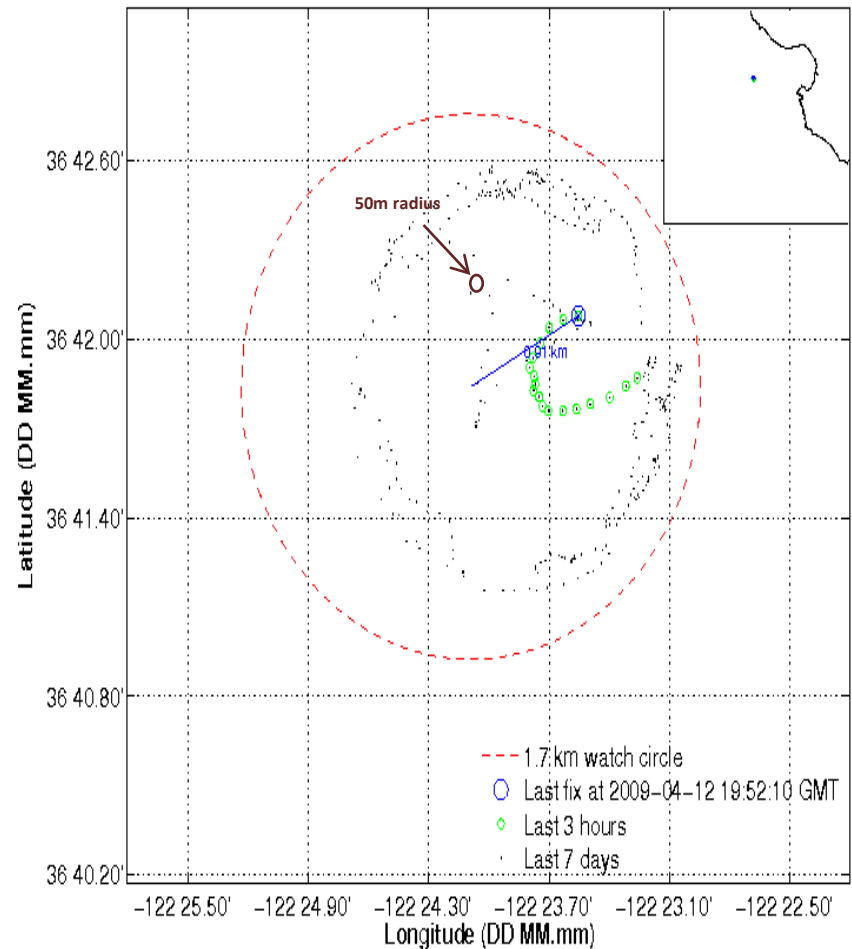 50m radius
0.91 km
36 42.60'
36 42.00'
36 41.40'
36 40.80'
36 40.20'
Latitude (DD MM.mm)
1.7 km watch circle
Last fix at 2009-04-12 19:52:10 GMT
Last 3 hours
Last 7 days
-122 25.50' -122 24.90' -122 24.30' -122 23.70' -122 23.10' -122 22.50'
Longitude (DD MM.mm)